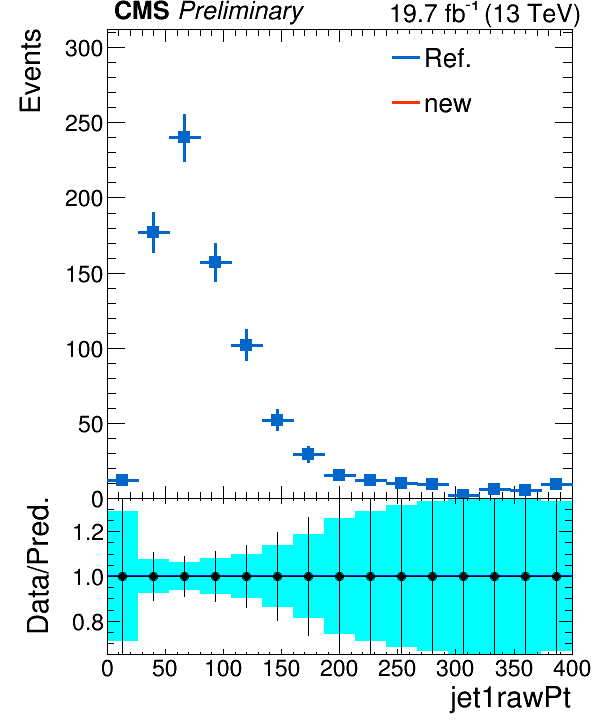 CMS Preliminary 19.7 fb-1 (13 TeV)
Events
300
250
200
150
100
50
0
Ref.
new
Data/Pred.
1.2
1.0
0.8
0 50 100 150 200 250 300 350 400
jet1rawPt